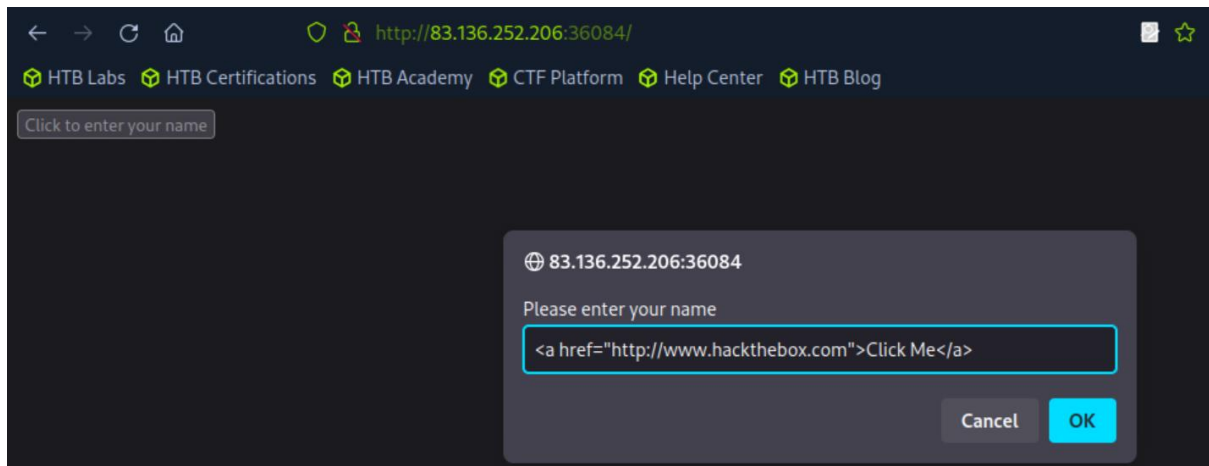 http://83.136.252.206:36084/
HTB Labs HTB Certifications HTB Academy CTF Platform Help Center HTB Blog
Click to enter your name
83.136.252.206:36084
Please enter your name
<a href="http://www.hackthebox.com">Click Me</a>
Cancel OK